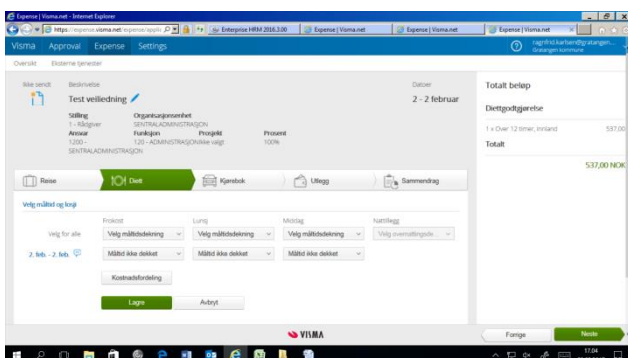 Expense | Visma.net - Internet Explorer
https://expense.visma.net/expense/applic
Enterprise HRM 2016.3.00
Expense | Visma.net
Expense | Visma.net
Expense | Visma.net
Visma Approval Expense Settings
Gratangen kommune
Oversikt Eksterne tjenester
Ikke sendt Beskrivelse Datoer
Test veiledning 2 - 2 februar
Stilling Organisasjonsenhet
1 - Rådgiver SENTRALADMINISTRASJON
Ansvar Funksjon Prosjekt Prosent
1200 - 120 - ADMINISTRASJON Ikke valgt 100%
SENTRALADMINISTRASJON
Reise Diett Kjørebok Utlegg Sammendrag
Velg måltid og losji
Frokost Lunsj Middag Nattillegg
Velg for alle Velg måltidsdekning Velg måltidsdekning Velg måltidsdekning Velg overnattingsde...
2. feb. - 2. feb. Måltid ikke dekket Måltid ikke dekket Måltid ikke dekket
Kostnadsfordeling
Lagre Avbryt
VISMA
Totalt beløp
Diettgodtgjørelse
1 x Over 12 timer, innland 537,00
Totalt
537,00 NOK
Forrige Neste
17.04